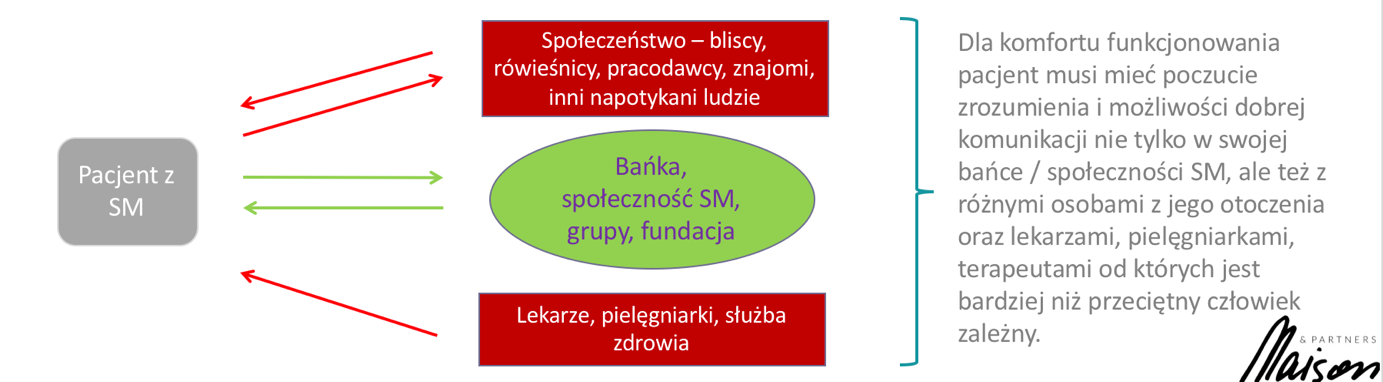 Pacjent z
SM
Społeczeństwo – bliscy,
rówieśnicy, pracodawcy, znajomi,
inni napotykani ludzie
Bańka,
społeczność SM,
grupy, fundacja
Lekarze, pielęgniarki, służba
zdrowia
Dla komfortu funkcjonowania
pacjent musi mieć poczucie
zrozumienia i możliwości dobrej
komunikacji nie tylko w swojej
bańce / społeczności SM, ale też z
różnymi osobami z jego otoczenia
oraz lekarzami, pielęgniarkami,
terapeutami od których jest
bardziej niż przeciętny człowiek
zależny.
& PARTNERS
Maison